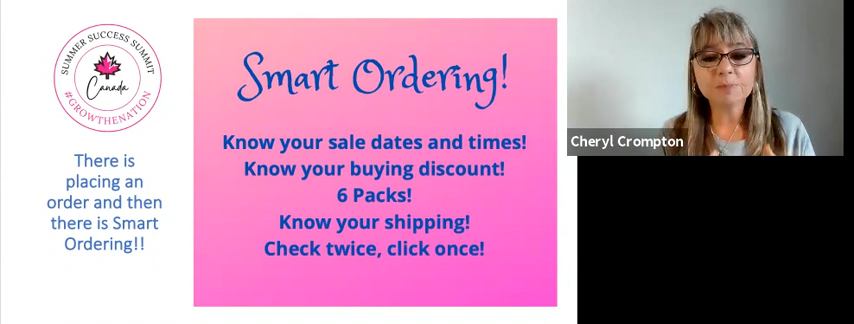 SUMMER SUCCESS SUMMIT
Canada
#GROWTHENATION
There is
placing an
order and then
there is Smart
Ordering!!
Smart Ordering!
Know your sale dates and times!
Know your buying discount!
6 Packs!
Know your shipping!
Check twice, click once!
Cheryl Crompton